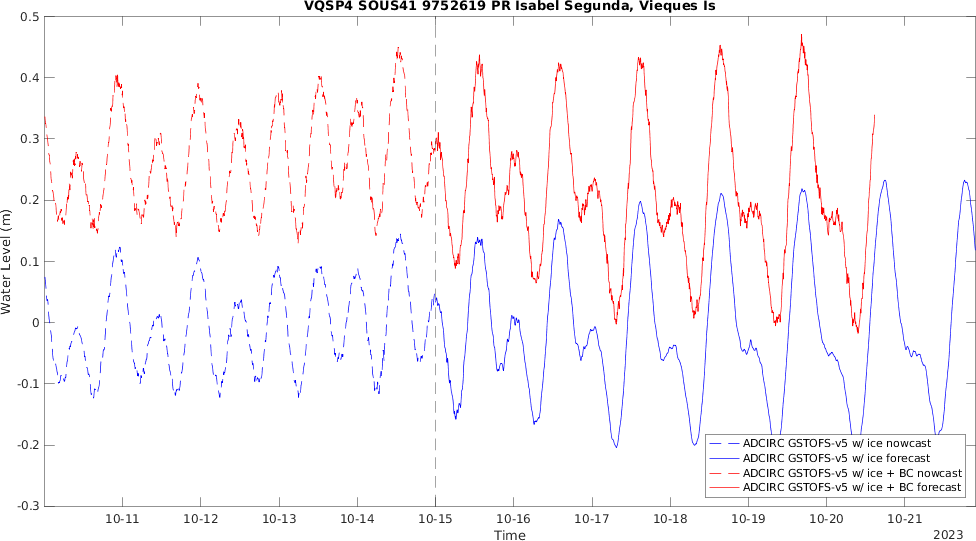 VQSP4 SOUS41 9752619 PR Isabel Segunda, Vieques Is
0.5
0.4
0.3
0.2
0.1
0
-0.1
-0.2
-0.3
Water Level (m)
10-11 10-12 10-13 10-14 10-15 10-16 10-17 10-18 10-19 10-20 10-21
Time
2023
ADCIRC GSTOFS-v5 w/ ice nowcast
ADCIRC GSTOFS-v5 w/ ice forecast
ADCIRC GSTOFS-v5 w/ ice + BC nowcast
ADCIRC GSTOFS-v5 w/ ice + BC forecast